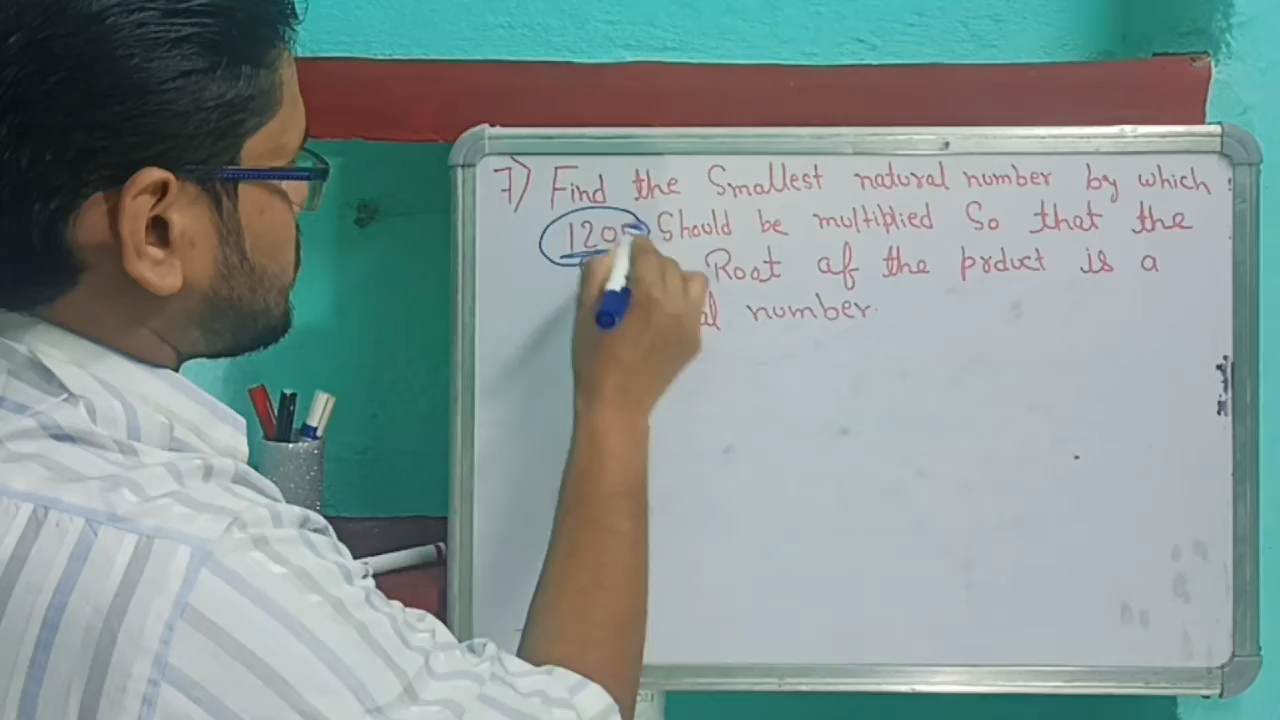 7) Find the Smallest natural number by which
Should be multiplied So that the
Root of the prduct is a
number.